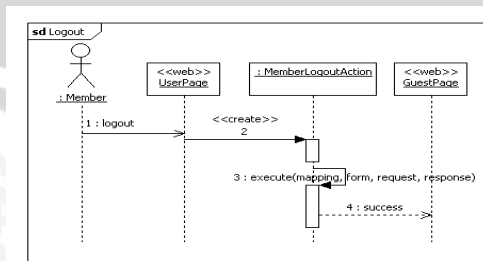 sd Logout
<<web>>
UserPage
: MemberLogoutAction
<<web>>
GuestPage
: Member
1 : logout
<<create>>
2
3 : execute(mapping, form, request, response)
4 : success